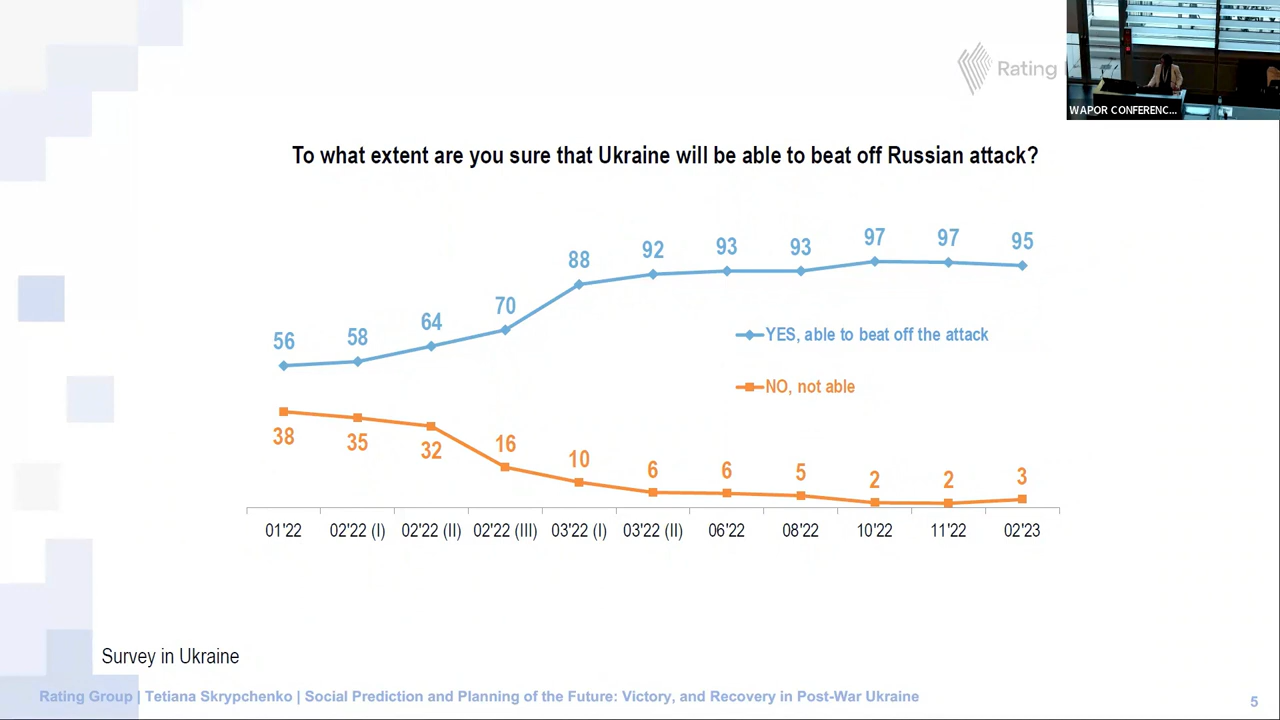 Rating
WAPOR CONFERENC...
To what extent are you sure that Ukraine will be able to beat off Russian attack?
56 58 64 70 88 92 93 93 97 97 95
YES, able to beat off the attack
NO, not able
38 35 32 16 10 6 6 5 2 2 3
01'22 02'22 (I) 02'22 (II) 02'22 (III) 03'22 (I) 03'22 (II) 06'22 08'22 10'22 11'22 02'23
Survey in Ukraine
Rating Group | Tetiana Skrypchenko | Social Prediction and Planning of the Future: Victory, and Recovery in Post-War Ukraine
5